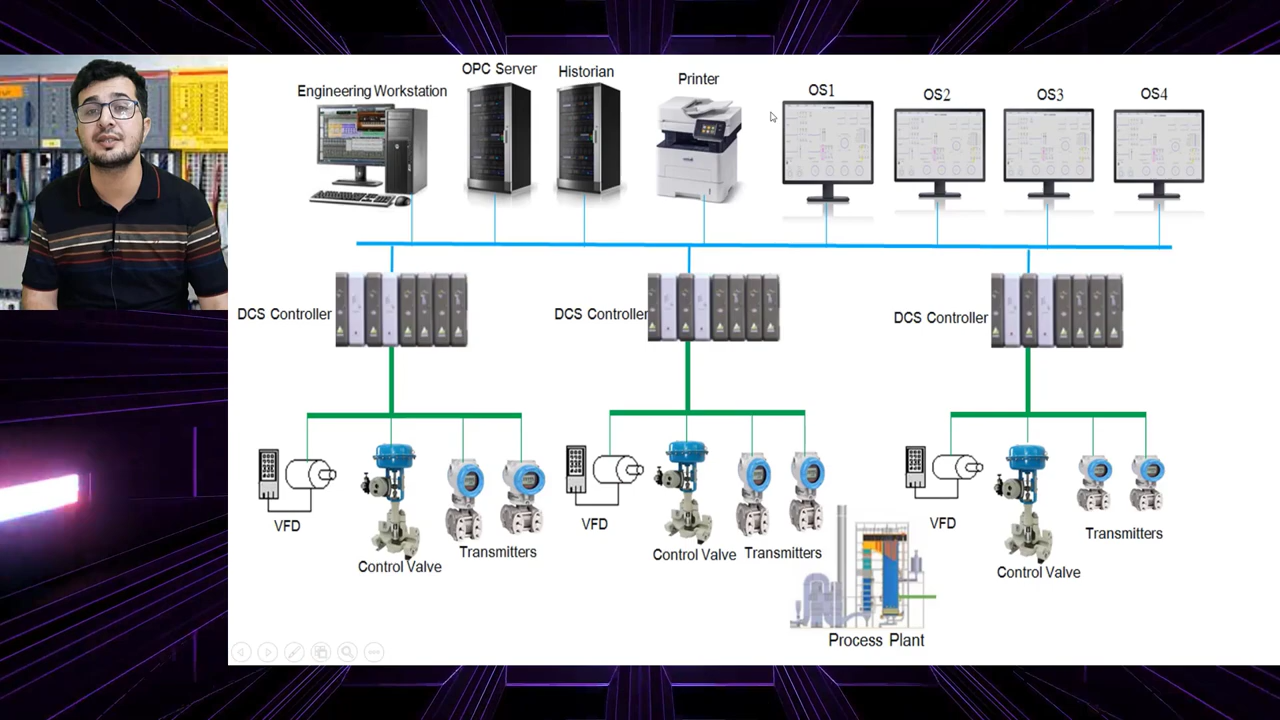 Engineering Workstation
OPC Server
Historian
Printer
OS1
OS2
OS3
OS4
DCS Controller
DCS Controller
DCS Controller
VFD
Control Valve
Transmitters
VFD
Control Valve
Transmitters
VFD
Control Valve
Transmitters
Process Plant